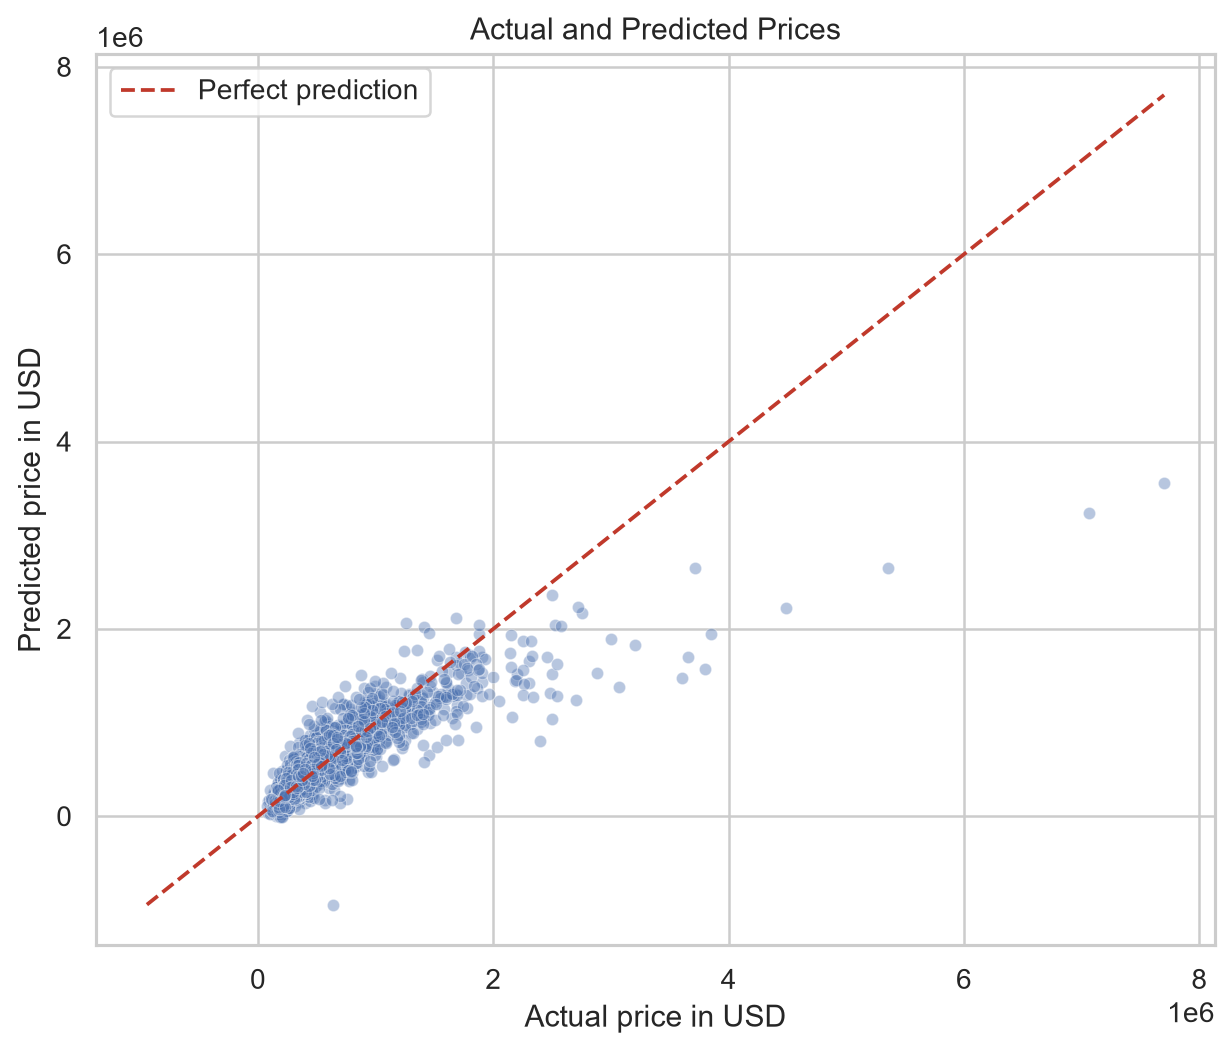 Actual and Predicted Prices
1e6
Perfect prediction
8
6
4
2
0
Predicted price in USD
0 2 4 6 8
1e6
Actual price in USD